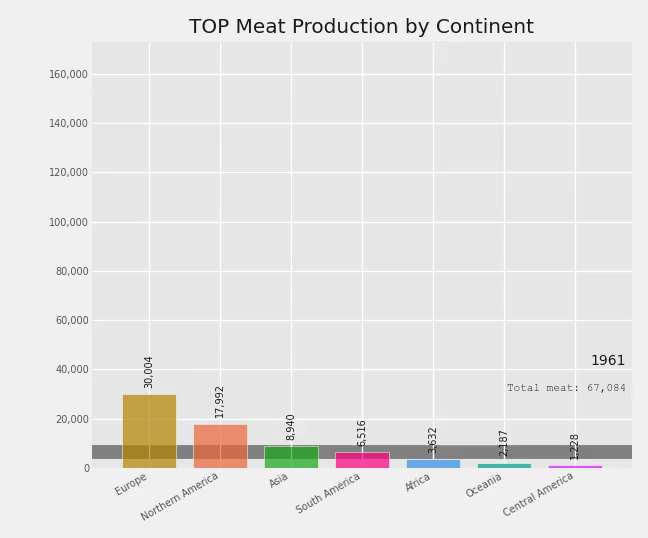 TOP Meat Production by Continent
160,000
140,000
120,000
100,000
80,000
60,000
40,000
20,000
0
1961
Total meat: 67,084
30,004
17,992
8,940
6,516
3,632
2,187
1,228
Europe
Northern America
Asia
South America
Africa
Oceania
Central America